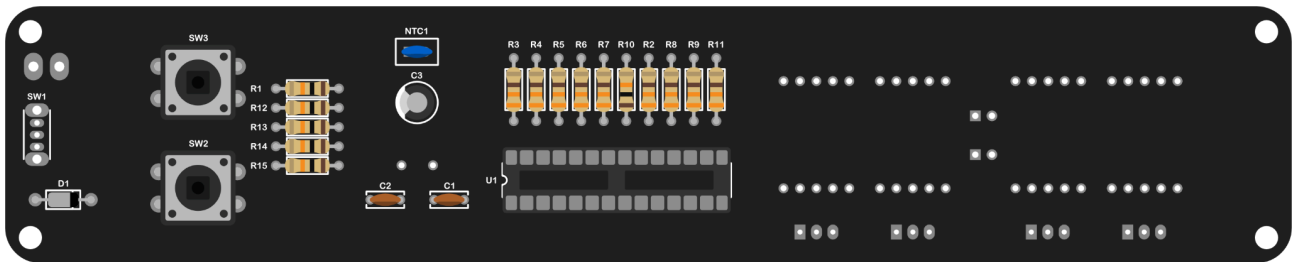 SW3
NTC1
R3 R4 R5 R6 R7 R10 R2 R8 R9 R11
C3
R1
SW1
R12
R13
SW2
R14
R15
U1
D1
C2
C1